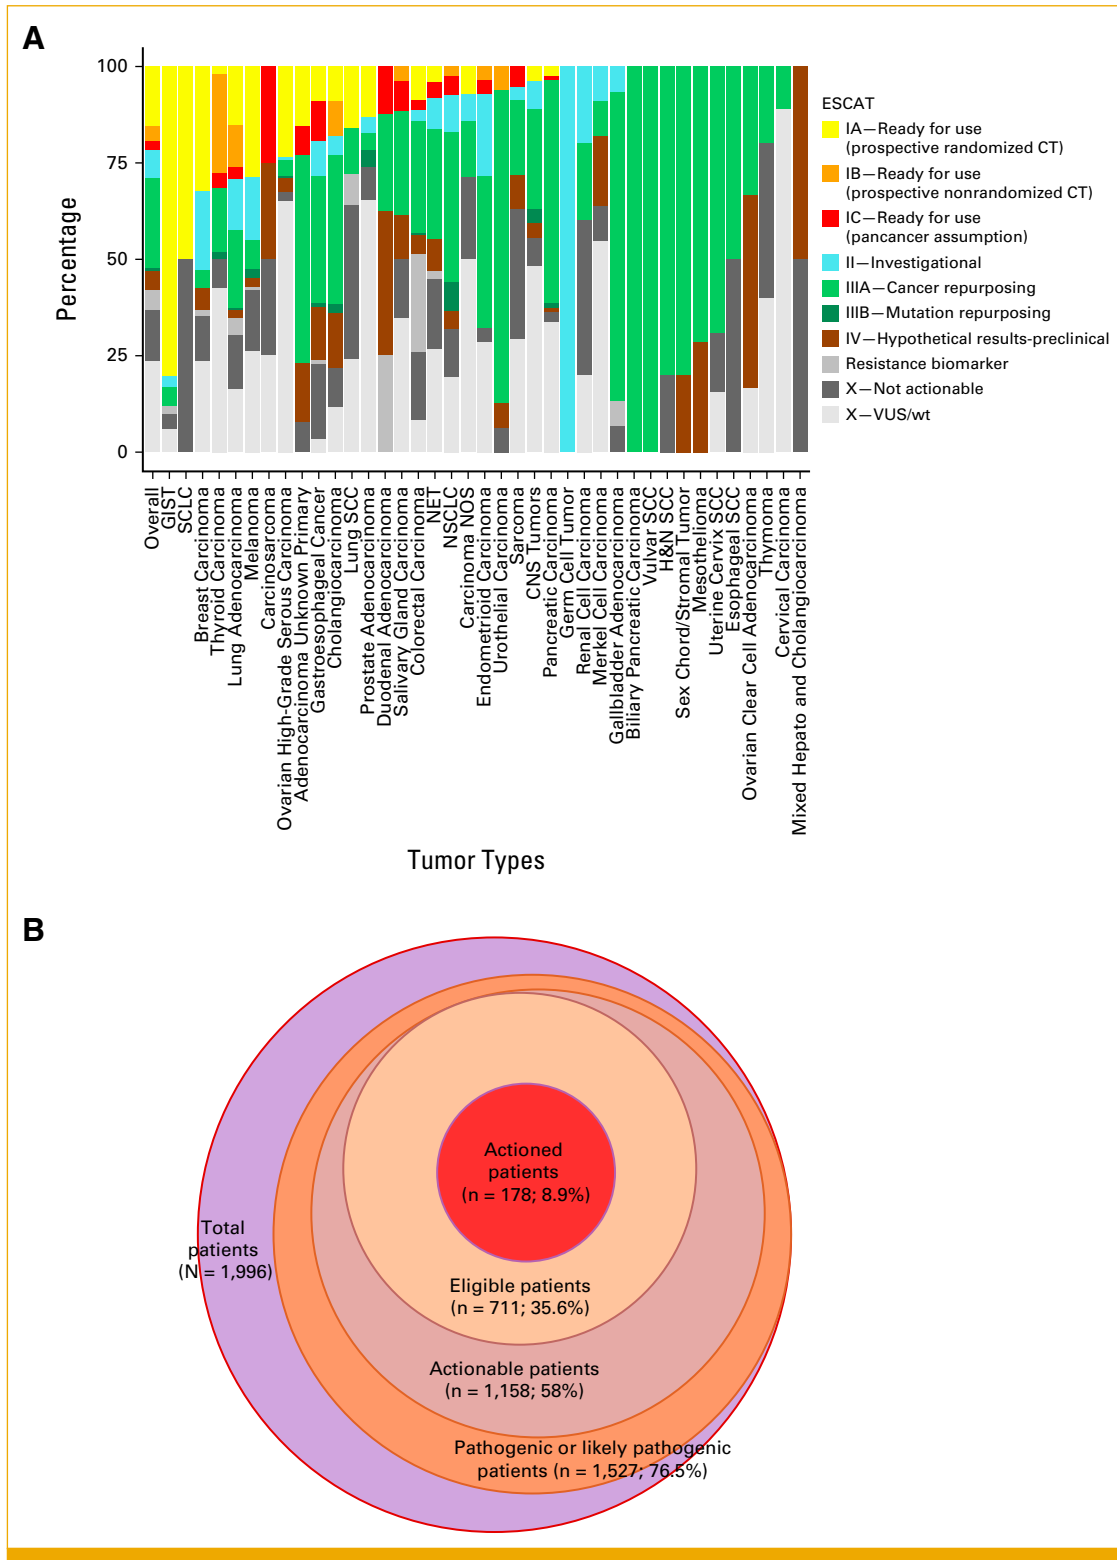 A
100
75
50
25
0
Percentage
ESCAT
IA—Ready for use
(prospective randomized CT)
IB—Ready for use
(prospective nonrandomized CT)
IC—Ready for use
(pancancer assumption)
II—Investigational
IIIA—Cancer repurposing
IIIB—Mutation repurposing
IV—Hypothetical results-preclinical
Resistance biomarker
X—Not actionable
X—VUS/wt
Overall
GIST
SCLC
Breast Carcinoma
Thyroid Carcinoma
Lung Adenocarcinoma
Melanoma
Carcinosarcoma
Ovarian High-Grade Serous Carcinoma
Adenocarcinoma Unknown Primary
Gastroesophageal Cancer
Cholangiocarcinoma
Lung SCC
Prostate Adenocarcinoma
Duodenal Adenocarcinoma
Salivary Gland Carcinoma
Colorectal Carcinoma
NET
NSCLC
Carcinoma NOS
Endometrioid Carcinoma
Urothelial Carcinoma
Sarcoma
CNS Tumors
Pancreatic Carcinoma
Germ Cell Tumor
Renal Cell Carcinoma
Merkel Cell Carcinoma
Gallbladder Adenocarcinoma
Biliary Pancreatic Carcinoma
Vulvar SCC
H&N SCC
Sex Chord/Stromal Tumor
Mesothelioma
Uterine Cervix SCC
Esophageal SCC
Ovarian Clear Cell Adenocarcinoma
Thymoma
Cervical Carcinoma
Mixed Hepato and Cholangiocarcinoma
Tumor Types
B
Actioned
patients
(n = 178; 8.9%)
Total
patients
(N = 1,996)
Eligible patients
(n = 711; 35.6%)
Actionable patients
(n = 1,158; 58%)
Pathogenic or likely pathogenic
patients (n = 1,527; 76.5%)